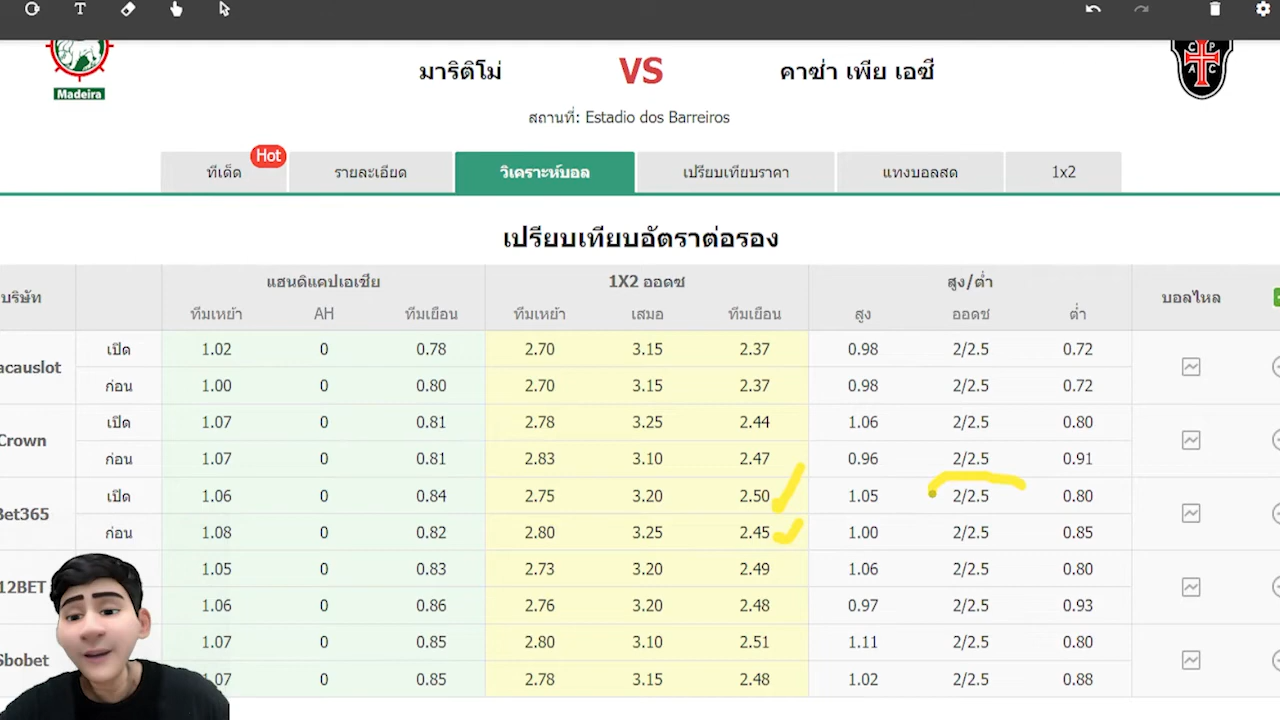 T
Madeira
มาริติโม่ VS คาซ่า เพีย เอซี
C P A C
สถานที่: Estadio dos Barreiros
Hot
ทีเด็ด รายละเอียด วิเคราะห์บอล เปรียบเทียบราคา แทงบอลสด 1x2
เปรียบเทียบอัตราต่อรอง
บริษัท แฮนดิแคปเอเชีย 1X2 ออดซ สูง/ต่ำ บอลไหล
ทีมเหย้า AH ทีมเยือน ทีมเหย้า เสมอ ทีมเยือน สูง ออดซ ต่ำ
acauslot
เปิด 1.02 0 0.78 2.70 3.15 2.37 0.98 2/2.5 0.72
ก่อน 1.00 0 0.80 2.70 3.15 2.37 0.98 2/2.5 0.72
Crown
เปิด 1.07 0 0.81 2.78 3.25 2.44 1.06 2/2.5 0.80
ก่อน 1.07 0 0.81 2.83 3.10 2.47 0.96 2/2.5 0.91
Bet365
เปิด 1.06 0 0.84 2.75 3.20 2.50 1.05 2/2.5 0.80
ก่อน 1.08 0 0.82 2.80 3.25 2.45 1.00 2/2.5 0.85
12BET
1.05 0 0.83 2.73 3.20 2.49 1.06 2/2.5 0.80
1.06 0 0.86 2.76 3.20 2.48 0.97 2/2.5 0.93
Sbobet
1.07 0 0.85 2.80 3.10 2.51 1.11 2/2.5 0.80
.07 0 0.85 2.78 3.15 2.48 1.02 2/2.5 0.88